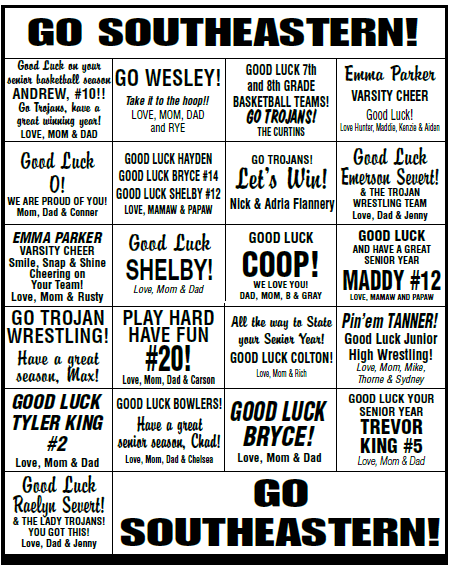 GO SOUTHEASTERN!
Good Luck on your
senior basketball season
ANDREW, #10!!
Go Trojans, have a
great winning year!
LOVE, MOM & DAD
GO WESLEY!
Take it to the hoop!!
LOVE, MOM, DAD
and RYE
GOOD LUCK 7th
and 8th GRADE
BASKETBALL TEAMS!
GO TROJANS!
THE CURTINS
Emma Parker
VARSITY CHEER
Good Luck!
Love Hunter, Maddie, Kenzie & Aidan
Good Luck
O!
WE ARE PROUD OF YOU!
Mom, Dad & Conner
GOOD LUCK HAYDEN
GOOD LUCK BRYCE #14
GOOD LUCK SHELBY #12
LOVE, MAMAW & PAPAW
GO TROJANS!
Let's Win!
Nick & Adria Flannery
Good Luck
Emerson Severt!
& THE TROJAN
WRESTLING TEAM
Love, Dad & Jenny
EMMA PARKER
VARSITY CHEER
Smile, Snap & Shine
Cheering on
Your Team!
Love, Mom & Rusty
Good Luck
SHELBY!
Love, Mom & Dad
GOOD LUCK
COOP!
WE LOVE YOU!
DAD, MOM, B & GRAY
GOOD LUCK
AND HAVE A GREAT
SENIOR YEAR
MADDY #12
LOVE, MAMAW AND PAPAW
GO TROJAN
WRESTLING!
Have a great
season, Max!
PLAY HARD
HAVE FUN
#20!
Love, Mom, Dad & Carson
All the way to State
your Senior Year!
GOOD LUCK COLTON!
Love, Mom & Rich
Pin'em TANNER!
Good Luck Junior
High Wrestling!
Love, Mom, Mike,
Thorne & Sydney
GOOD LUCK
TYLER KING
#2
Love, Mom & Dad
GOOD LUCK BOWLERS!
Have a great
senior season, Chad!
Love, Mom, Dad & Chelsea
GOOD LUCK
BRYCE!
Love, Mom & Dad
GOOD LUCK YOUR
SENIOR YEAR
TREVOR
KING #5
Love, Mom & Dad
Good Luck
Raelyn Severt!
& THE LADY TROJANS!
YOU GOT THIS!
Love, Dad & Jenny
GO
SOUTHEASTERN!